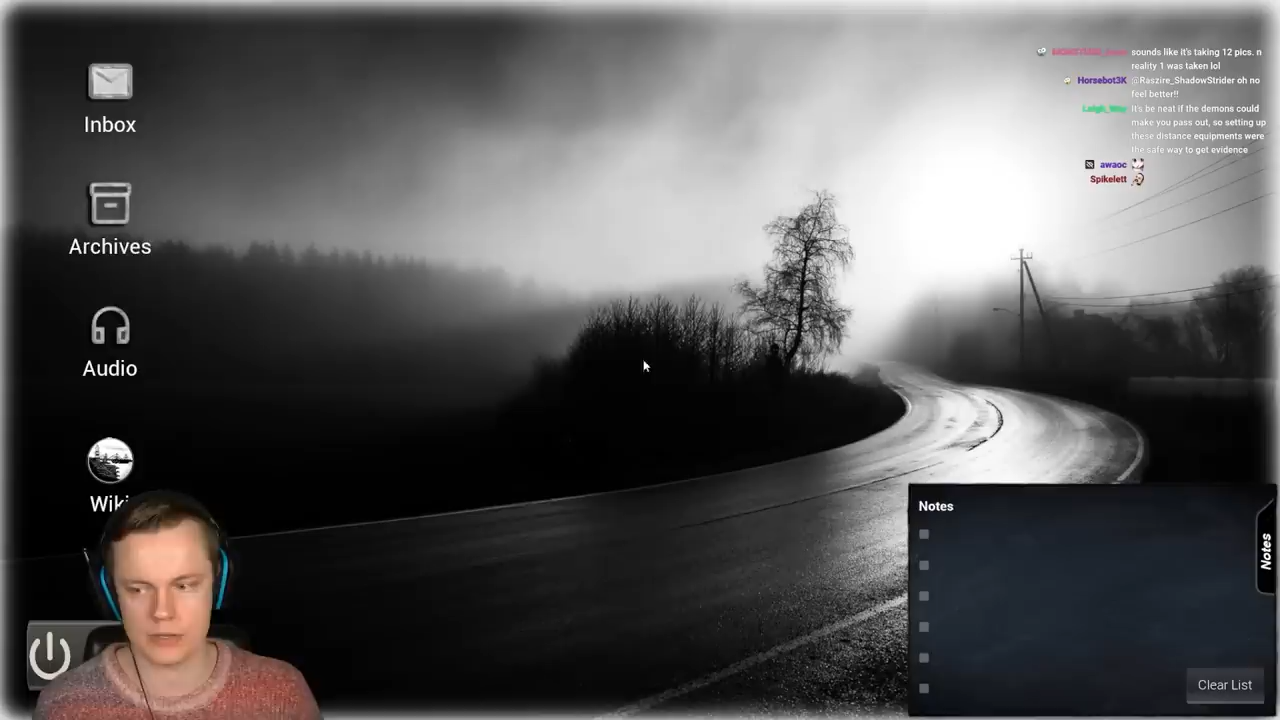 Inbox
Archives
Audio
Wiki
sounds like it's taking 12 pics. n
reality 1 was taken lol
Horsebot3K @Raszire_ShadowStrider oh no
feel better!!
It's be neat if the demons could
make you pass out, so setting up
these distance equipments were
the safe way to get evidence
awaoc
Spikelett
Notes
Notes
Clear List